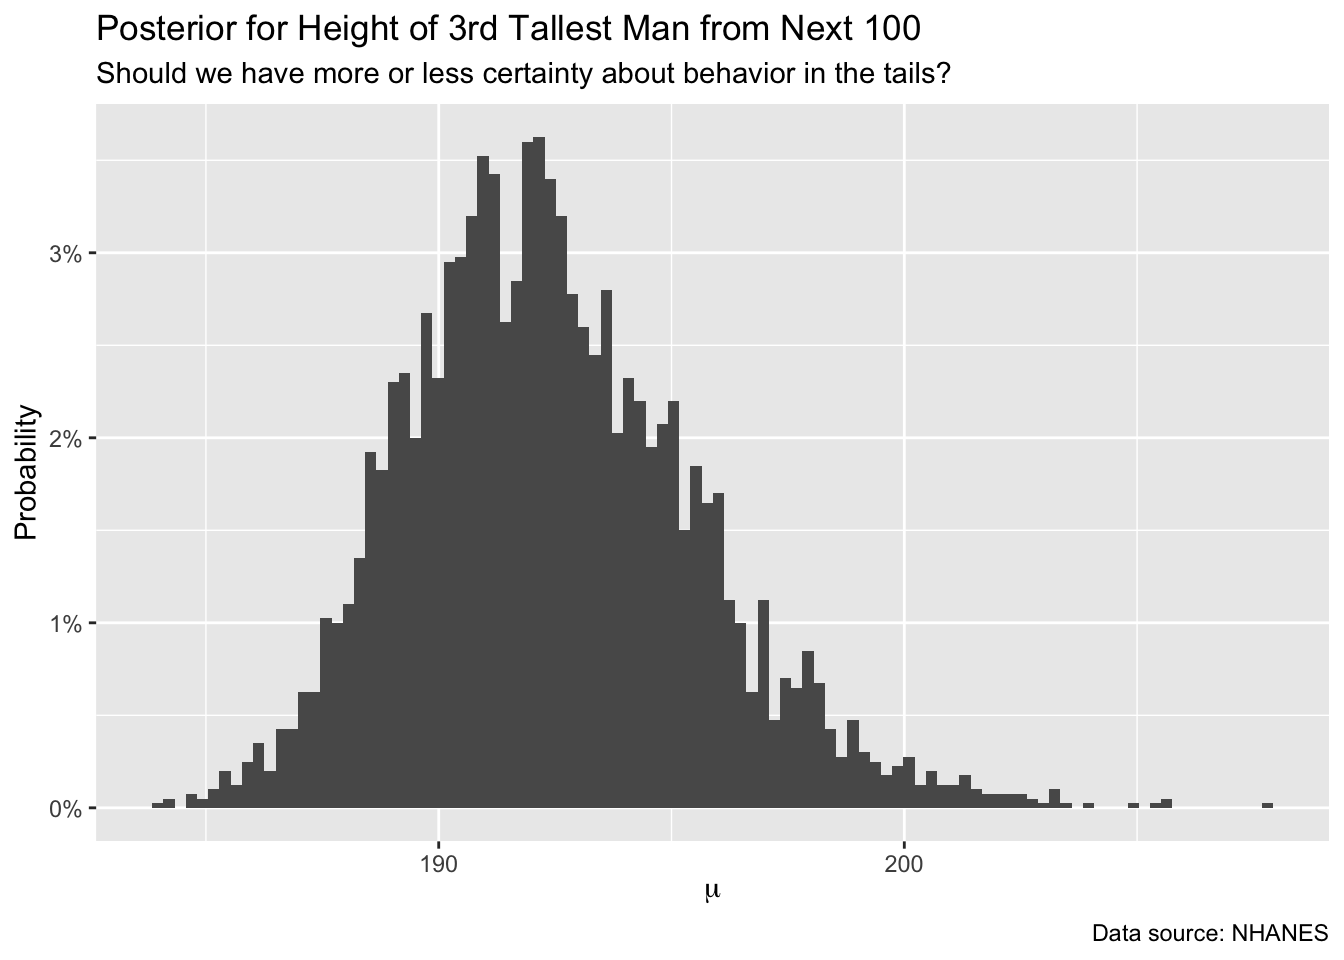 Posterior for Height of 3rd Tallest Man from Next 100
Should we have more or less certainty about behavior in the tails?
Probability
3%
2%
1%
0%
190
200
μ
Data source: NHANES